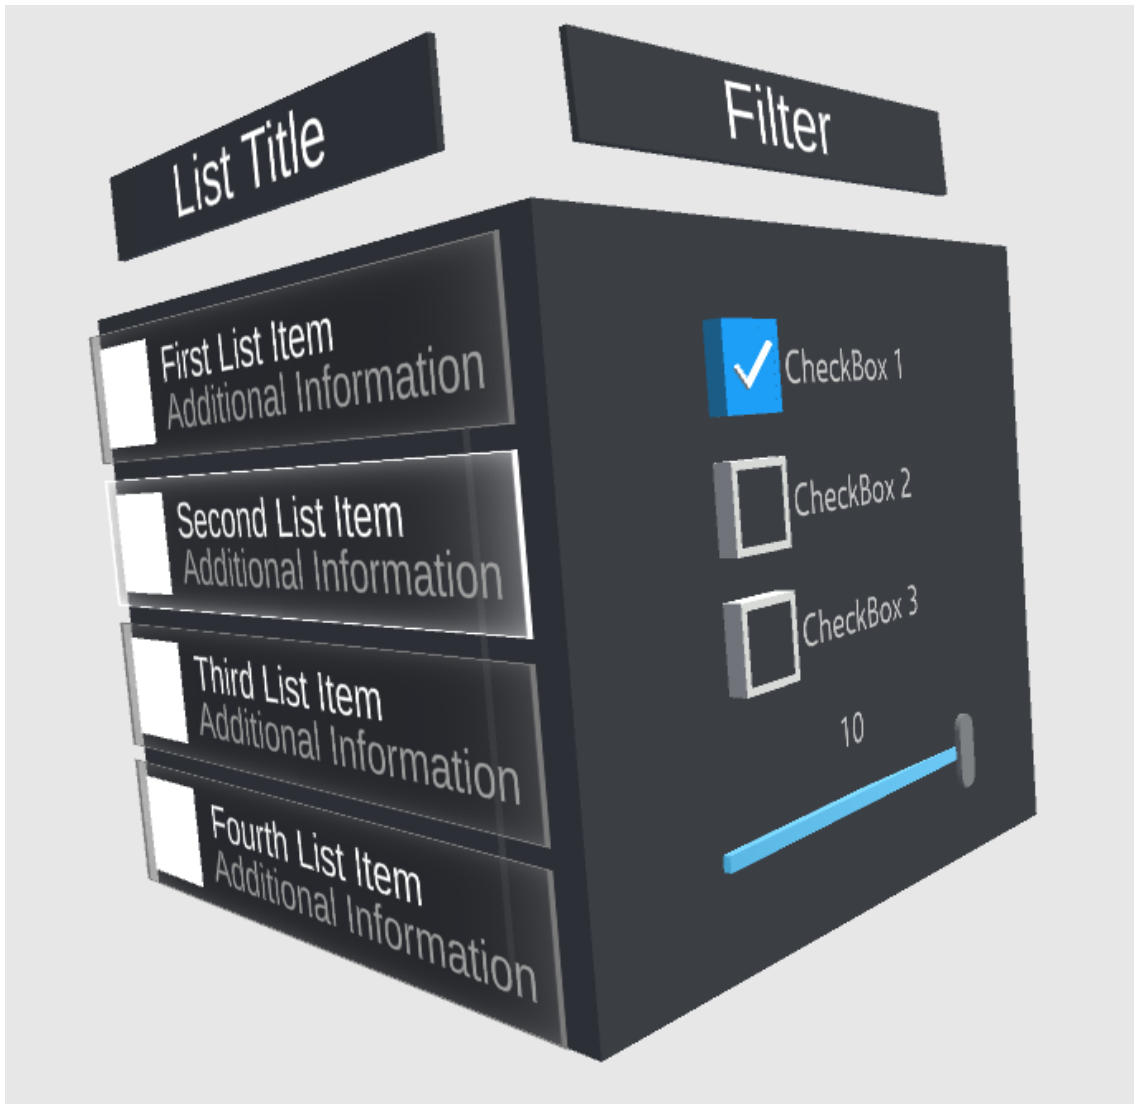 List Title
First List Item
Additional Information
Second List Item
Additional Information
Third List Item
Additional Information
Fourth List Item
Additional Information
Filter
CheckBox 1
CheckBox 2
CheckBox 3
10